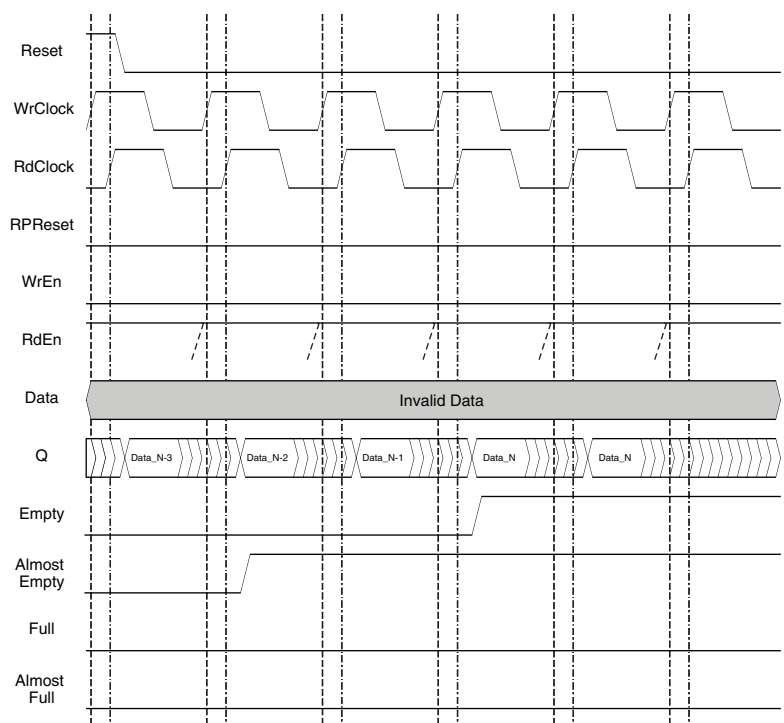 Reset
WrClock
RdClock
RPReset
WrEn
RdEn
Data
Invalid Data
Q
Data_N-3
Data_N-2
Data_N-1
Data_N
Data_N
Empty
Almost
Empty
Full
Almost
Full